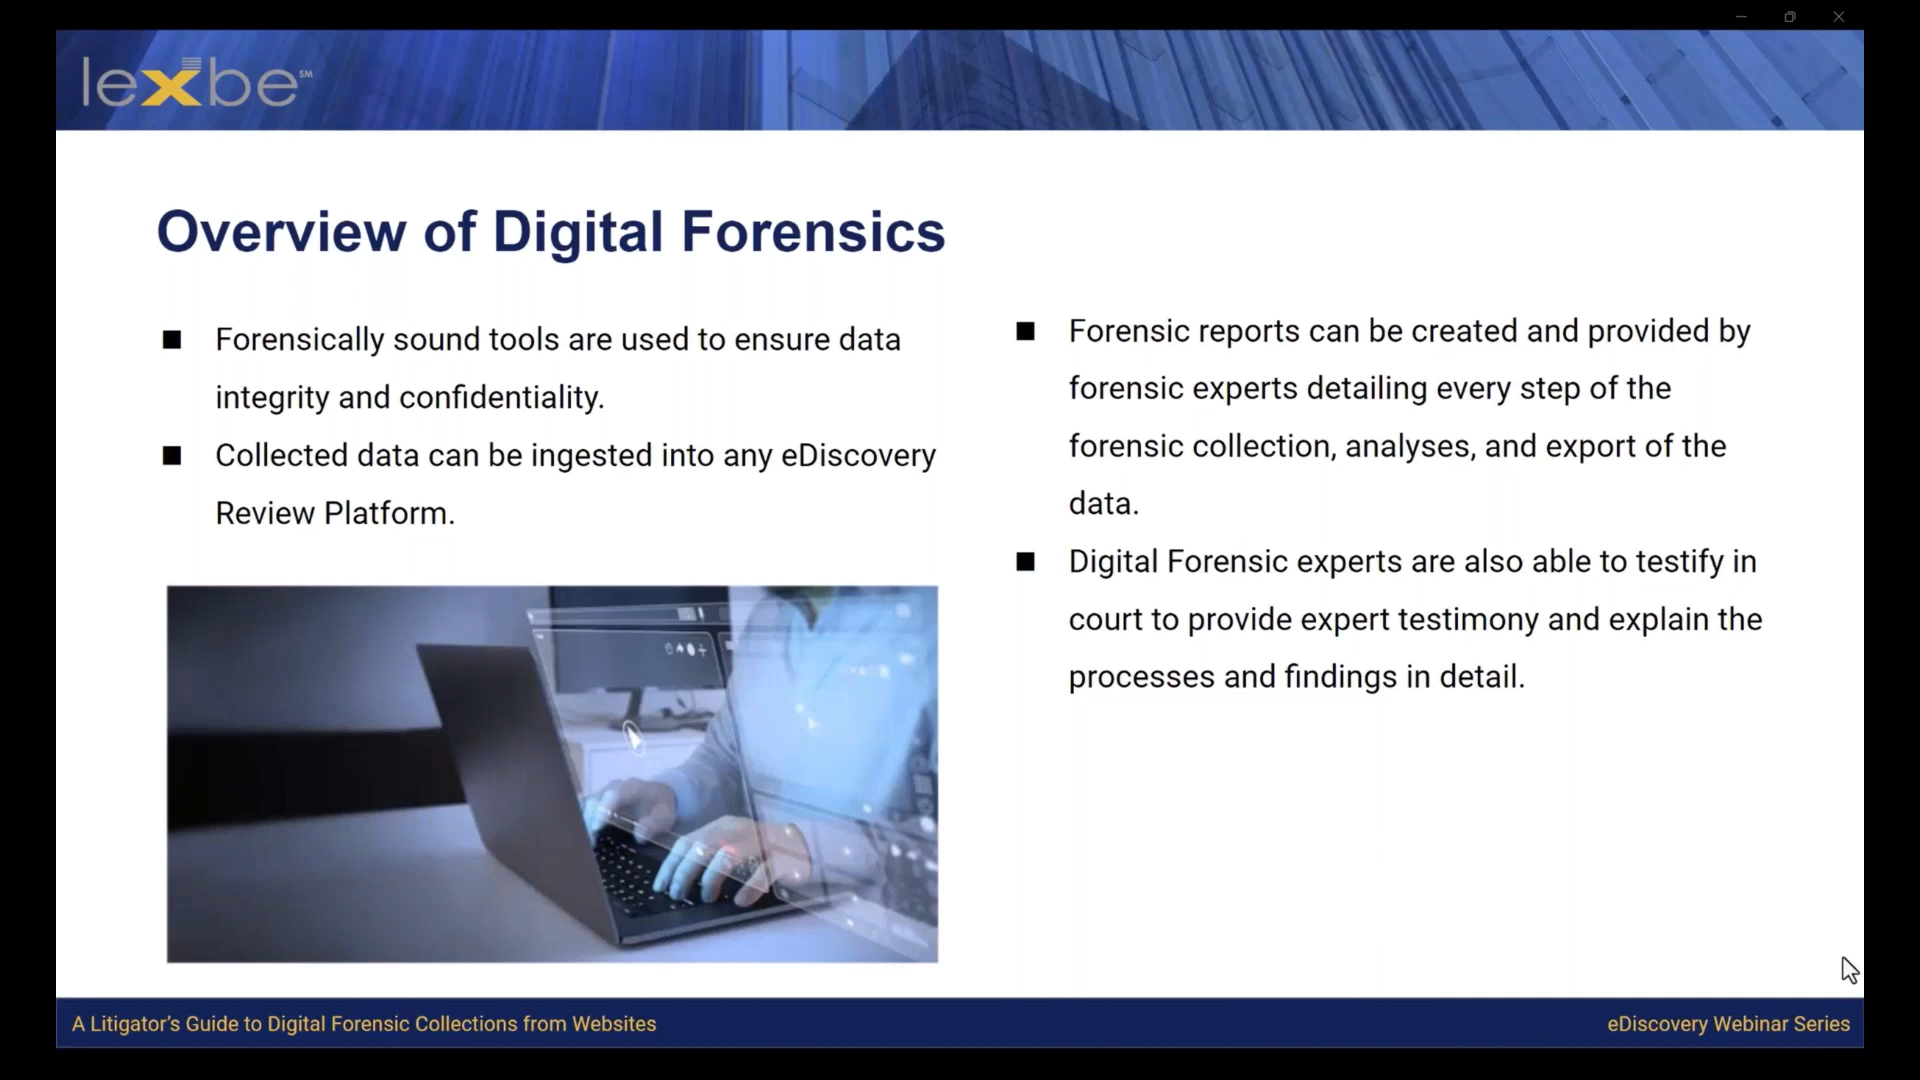 lexbe SM
Overview of Digital Forensics
■ Forensically sound tools are used to ensure data
integrity and confidentiality.
■ Collected data can be ingested into any eDiscovery
Review Platform.
■ Forensic reports can be created and provided by
forensic experts detailing every step of the
forensic collection, analyses, and export of the
data.
■ Digital Forensic experts are also able to testify in
court to provide expert testimony and explain the
processes and findings in detail.
A Litigator’s Guide to Digital Forensic Collections from Websites
eDiscovery Webinar Series